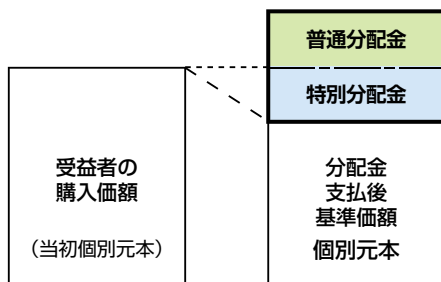 普通分配金
特別分配金
受益者の
購入価額
（当初個別元本）
分配金
支払後
基準価額
個別元本